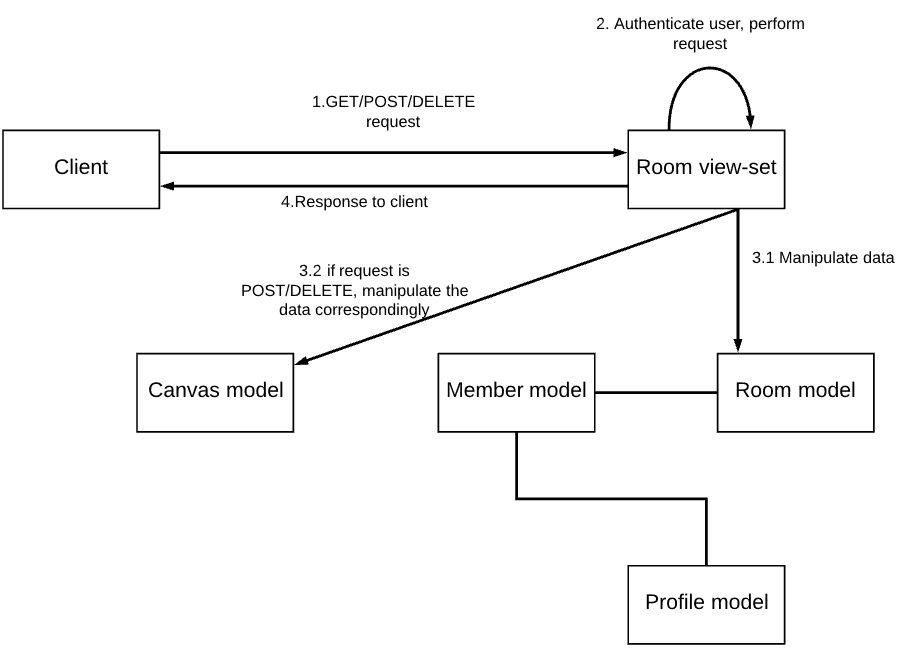 2. Authenticate user, perform
request
1.GET/POST/DELETE
request
Client
Room view-set
4.Response to client
3.1 Manipulate data
3.2 if request is
POST/DELETE, manipulate the
data correspondingly
Canvas model
Member model
Room model
Profile model